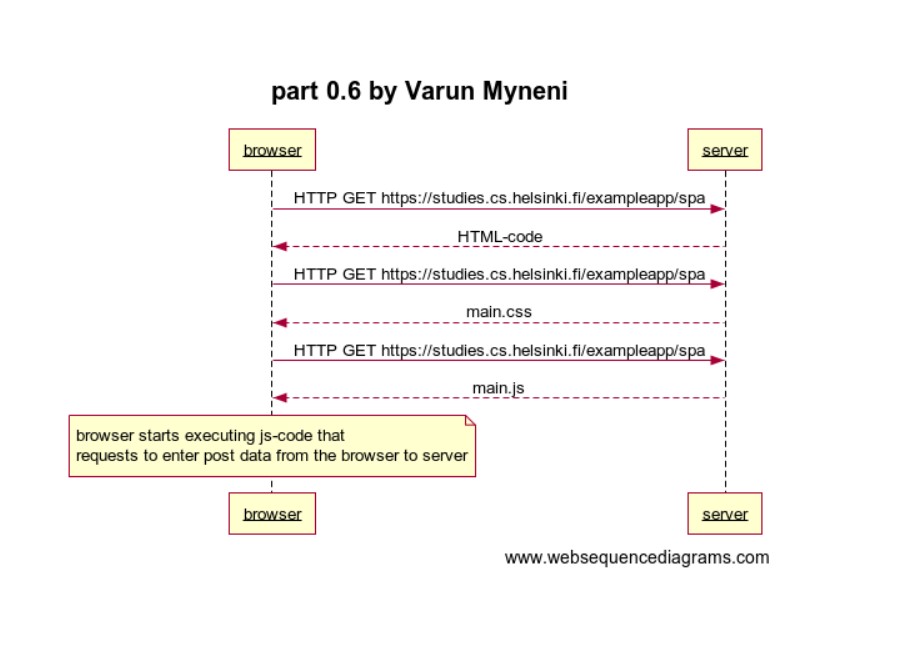 part 0.6 by Varun Myneni
browser
server
HTTP GET https://studies.cs.helsinki.fi/exampleapp/spa
HTML-code
HTTP GET https://studies.cs.helsinki.fi/exampleapp/spa
main.css
HTTP GET https://studies.cs.helsinki.fi/exampleapp/spa
main.js
browser starts executing js-code that
requests to enter post data from the browser to server
browser
server
www.websequencediagrams.com